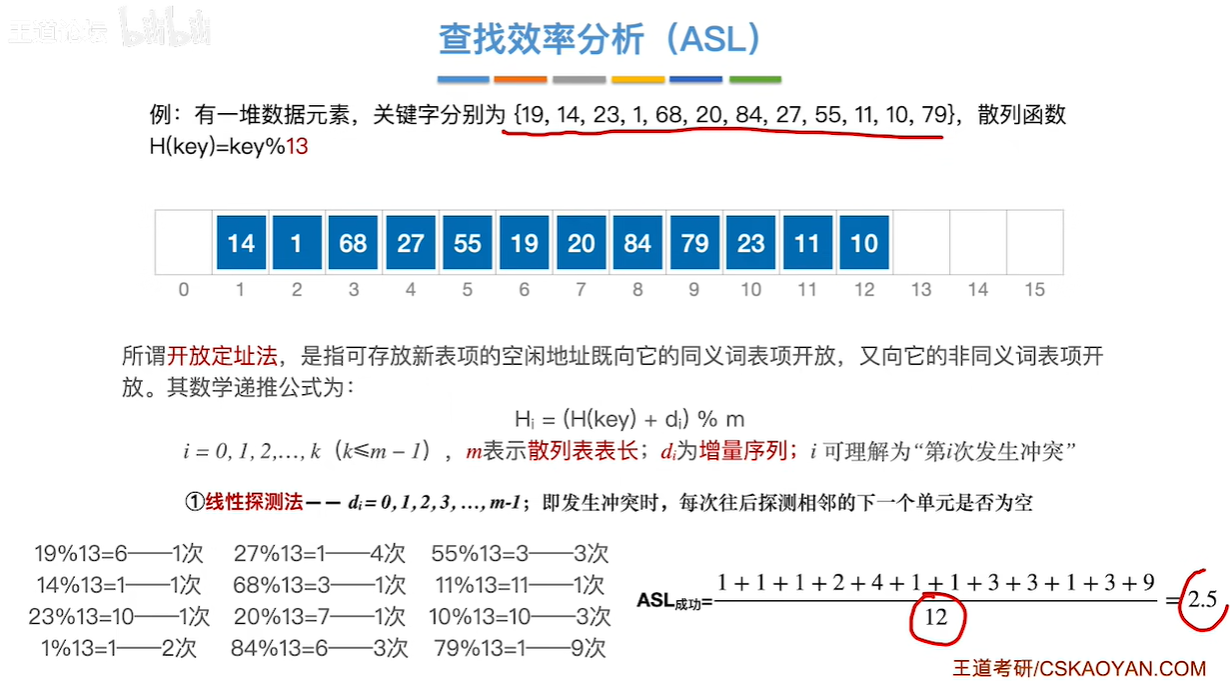 王道论坛 bilibili
查找效率分析（ASL）
例：有一堆数据元素，关键字分别为 {19, 14, 23, 1, 68, 20, 84, 27, 55, 11, 10, 79}，散列函数
H(key)=key%13
14 1 68 27 55 19 20 84 79 23 11 10
0 1 2 3 4 5 6 7 8 9 10 11 12 13 14 15
所谓开放定址法，是指可存放新表项的空闲地址既向它的同义词表项开放，又向它的非同义词表项开
放。其数学递推公式为：
Hᵢ = (H(key) + dᵢ) % m
i = 0, 1, 2,…, k（k≤m − 1），m表示散列表表长；dᵢ为增量序列；i 可理解为“第i次发生冲突”
①线性探测法—— dᵢ = 0, 1, 2, 3, …, m-1；即发生冲突时，每次往后探测相邻的下一个单元是否为空
19%13=6——1次 27%13=1——4次 55%13=3——3次
14%13=1——1次 68%13=3——1次 11%13=11——1次
23%13=10——1次 20%13=7——1次 10%13=10——3次
1%13=1——2次 84%13=6——3次 79%13=1——9次
ASL成功= (1 + 1 + 1 + 2 + 4 + 1 + 1 + 3 + 3 + 1 + 3 + 9) / 12 = 2.5
王道考研/CSKAOYAN.COM